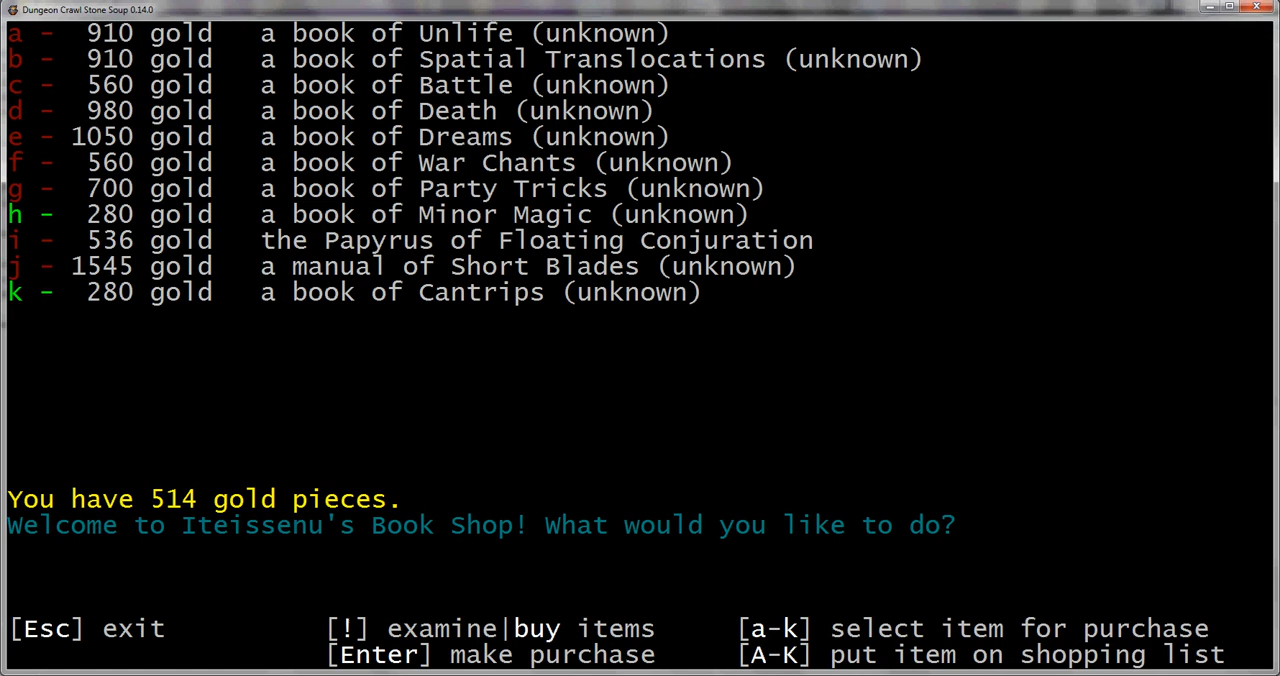 Dungeon Crawl Stone Soup 0.14.0
a - 910 gold a book of Unlife (unknown)
b - 910 gold a book of Spatial Translocations (unknown)
c - 560 gold a book of Battle (unknown)
d - 980 gold a book of Death (unknown)
e - 1050 gold a book of Dreams (unknown)
f - 560 gold a book of War Chants (unknown)
g - 700 gold a book of Party Tricks (unknown)
h - 280 gold a book of Minor Magic (unknown)
i - 536 gold the Papyrus of Floating Conjuration
j - 1545 gold a manual of Short Blades (unknown)
k - 280 gold a book of Cantrips (unknown)
You have 514 gold pieces.
Welcome to Iteissenu's Book Shop! What would you like to do?
[Esc] exit [!] examine|buy items [a-k] select item for purchase
[Enter] make purchase [A-K] put item on shopping list